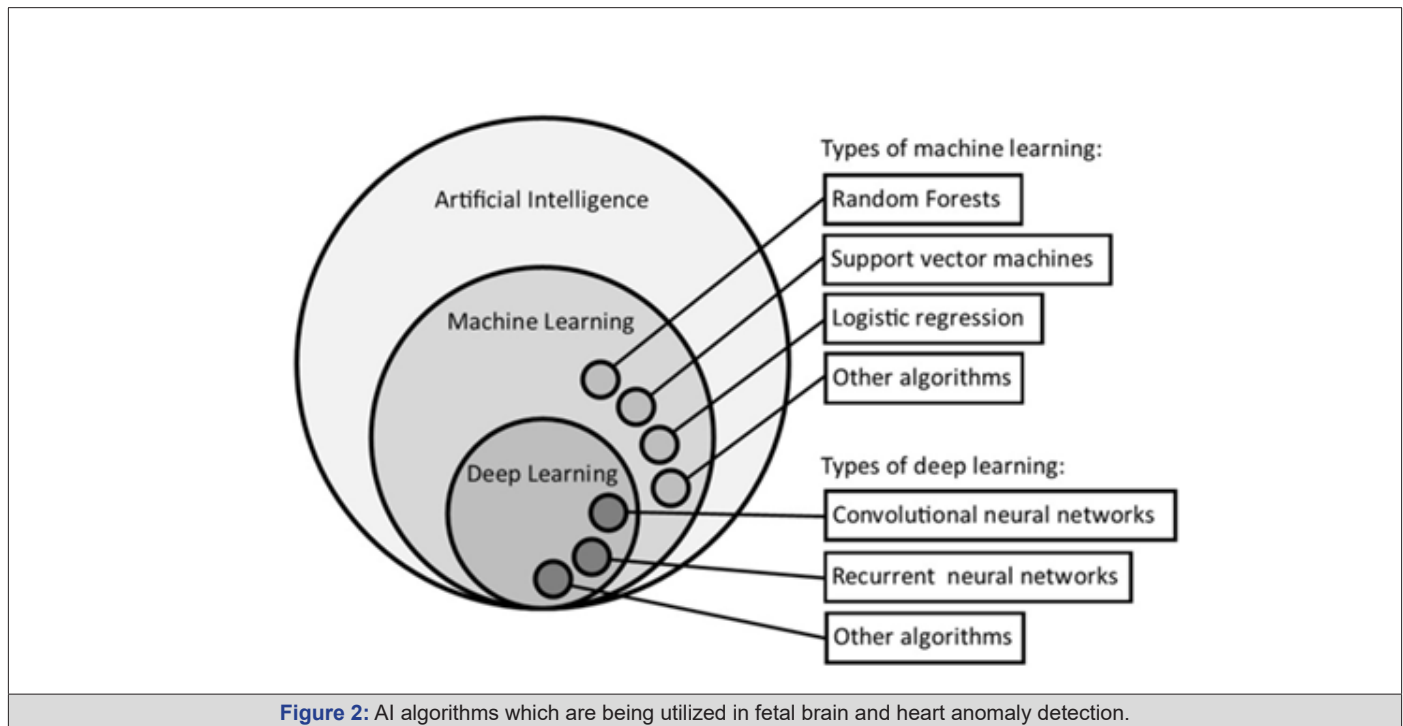 Artificial Intelligence
Machine Learning
Deep Learning
Types of machine learning:
Random Forests
Support vector machines
Logistic regression
Other algorithms
Types of deep learning:
Convolutional neural networks
Recurrent neural networks
Other algorithms
Figure 2: AI algorithms which are being utilized in fetal brain and heart anomaly detection.